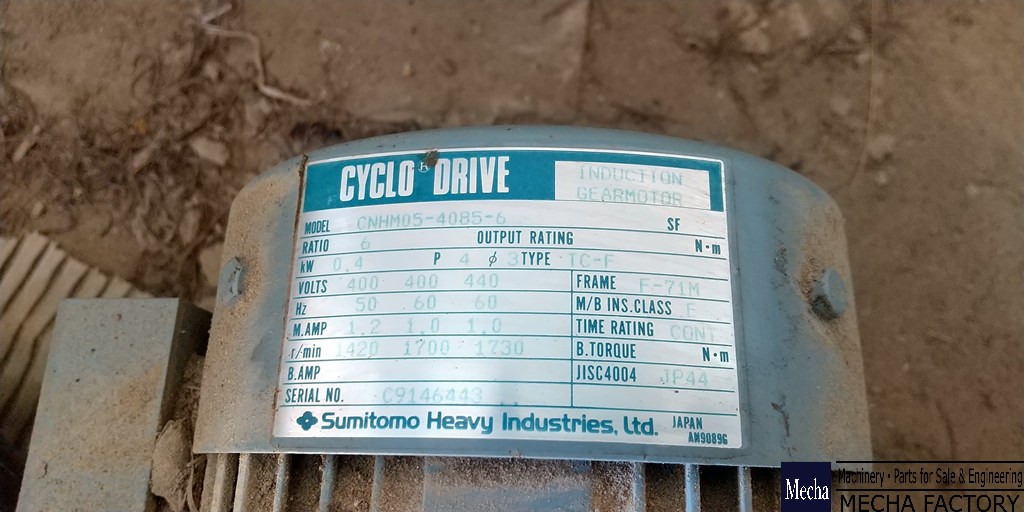 CYCLO DRIVE
INDUCTION
GEARMOTOR
MODEL CNHM05-4085-6 SF
RATIO 6 OUTPUT RATING N·m
kW 0.4 P 4 ϕ 3 TYPE TC-F
VOLTS 400 400 440 FRAME F-71M
Hz 50 60 60 M/B INS.CLASS E
M.AMP 1.2 1.0 1.0 TIME RATING CONT
r/min 1420 1700 1730 B.TORQUE N·m
B.AMP JISC4004 JP44
SERIAL NO. C9146443
Sumitomo Heavy Industries, Ltd. JAPAN
AN9089G
Mecha
Machinery • Parts for Sale & Engineering
MECHA FACTORY